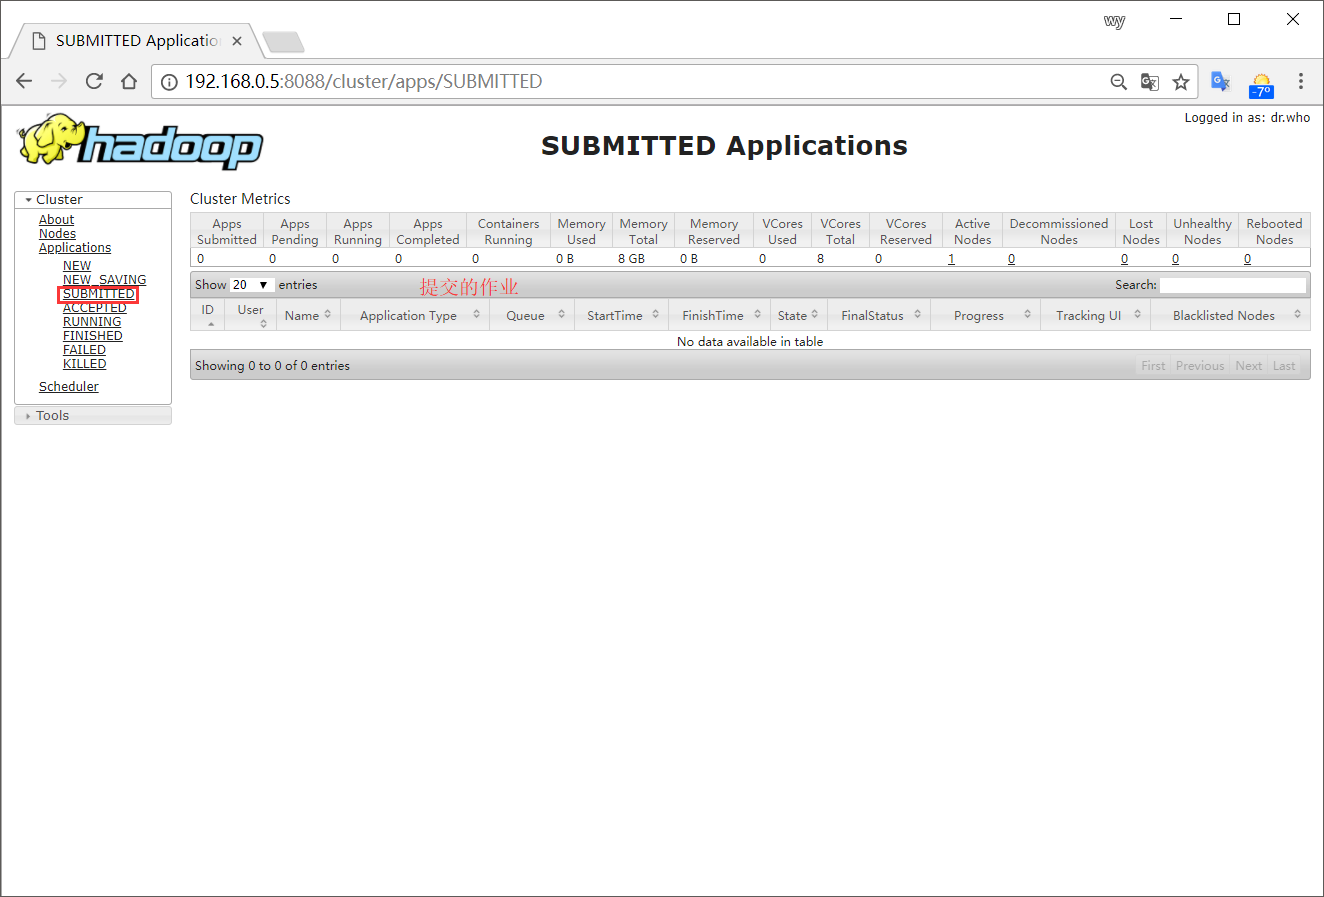 wy
SUBMITTED Applicatio
192.168.0.5:8088/cluster/apps/SUBMITTED
-7°
Logged in as: dr.who
hadoop
SUBMITTED Applications
Cluster
About
Nodes
Applications
NEW
NEW_SAVING
SUBMITTED
ACCEPTED
RUNNING
FINISHED
FAILED
KILLED
Scheduler
Tools
Cluster Metrics
Apps Submitted Apps Pending Apps Running Apps Completed Containers Running Memory Used Memory Total Memory Reserved VCores Used VCores Total VCores Reserved Active Nodes Decommissioned Nodes Lost Nodes Unhealthy Nodes Rebooted Nodes
0 0 0 0 0 0 B 8 GB 0 B 0 8 0 1 0 0 0 0
Show 20 entries 提交的作业 Search:
ID User Name Application Type Queue StartTime FinishTime State FinalStatus Progress Tracking UI Blacklisted Nodes
No data available in table
Showing 0 to 0 of 0 entries First Previous Next Last